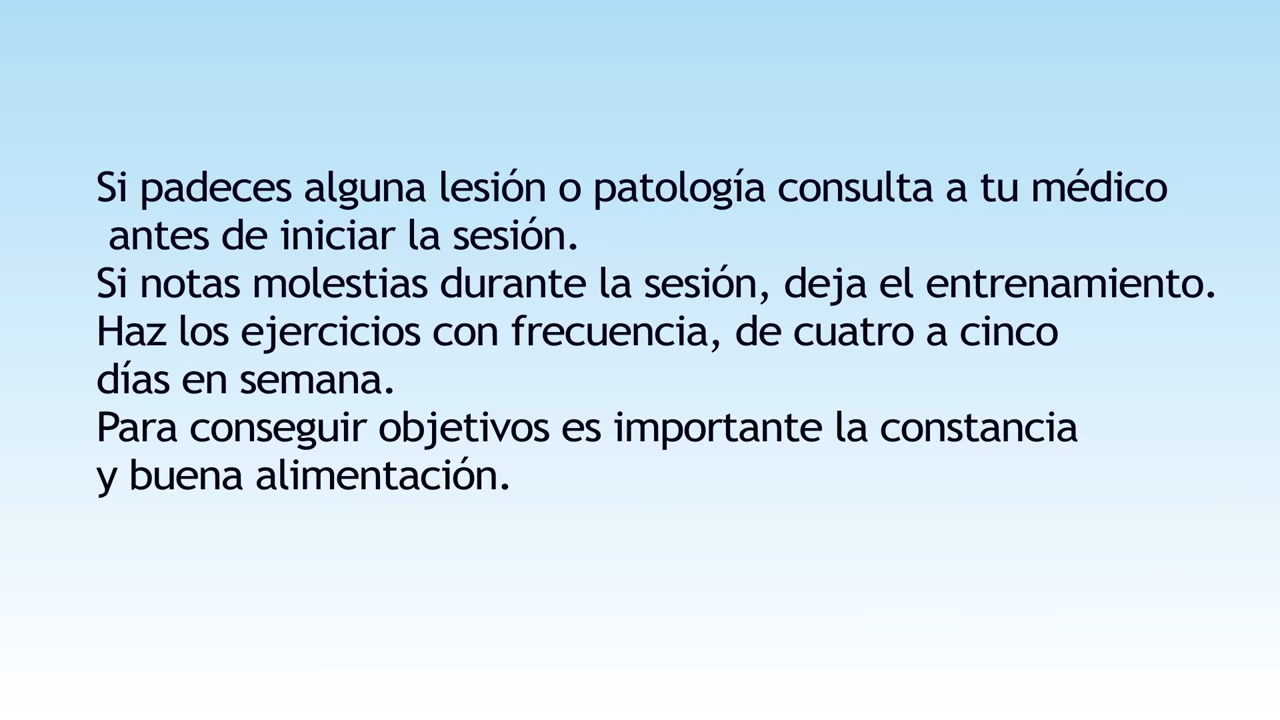 Si padeces alguna lesión o patología consulta a tu médico
antes de iniciar la sesión.
Si notas molestias durante la sesión, deja el entrenamiento.
Haz los ejercicios con frecuencia, de cuatro a cinco
días en semana.
Para conseguir objetivos es importante la constancia
y buena alimentación.